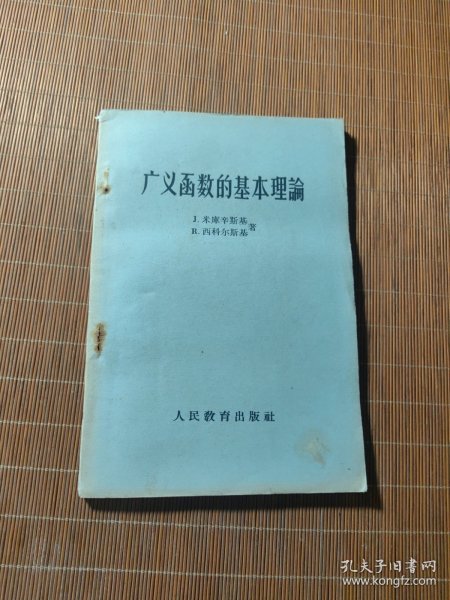 广义函数的基本理論
J. 米庫辛斯基
R. 西科尔斯基
著
人民敎育出版社
孔夫子旧书网
www.kongfz.com